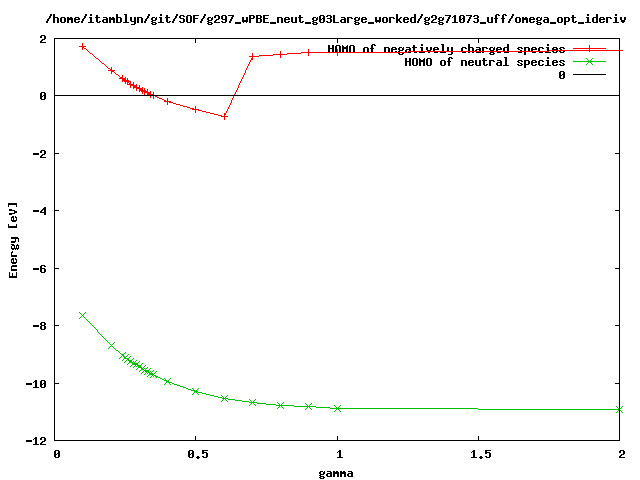 /home/itamblyn/git/SOF/g297_wPBE_neut_g03Large_worked/g2g71073_uff/omega_opt_ideriv
HOMO of negatively charged species
HOMO of neutral species
0
2
0
-2
-4
-6
-8
-10
-12
Energy [eV]
0 0.5 1 1.5 2
gamma